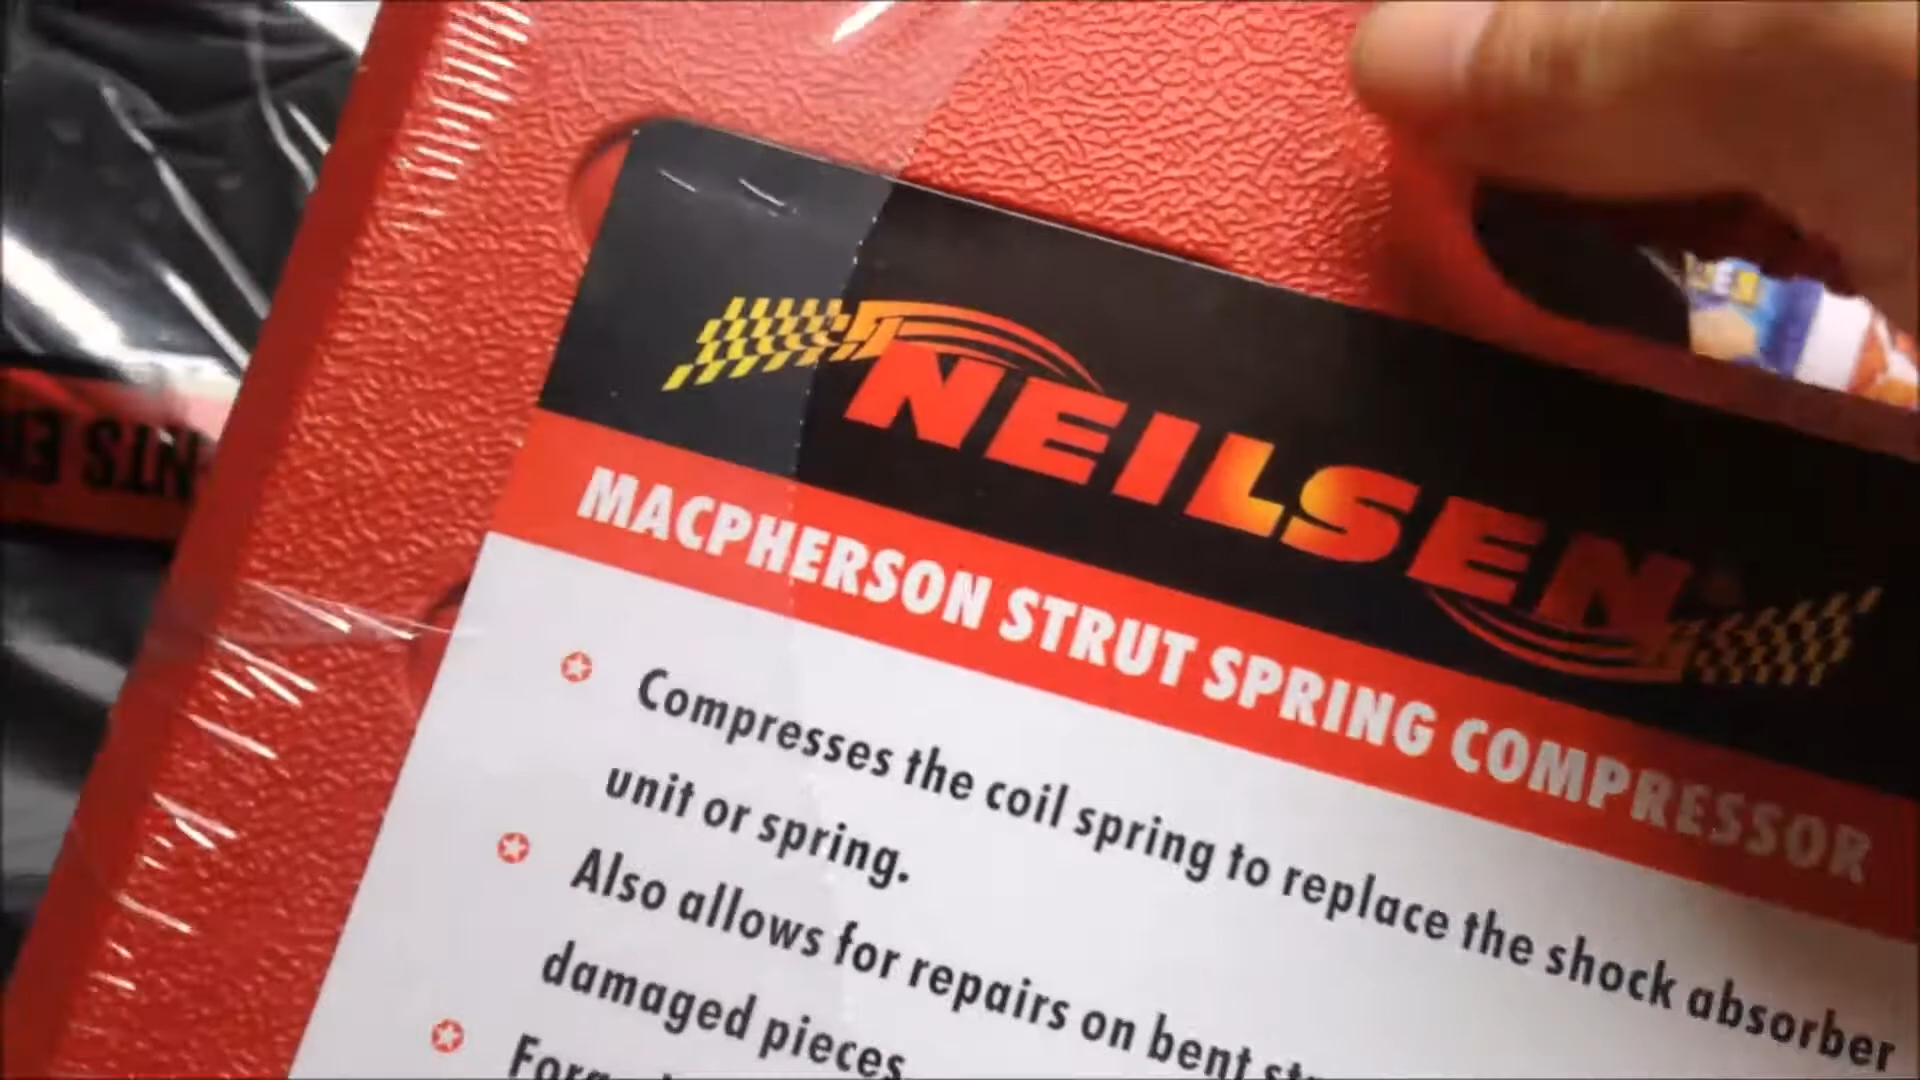 NEILSEN
MACPHERSON STRUT SPRING COMPRESSOR
Compresses the coil spring to replace the shock absorber
unit or spring.
Also allows for repairs on bent
damaged pieces.
NTS